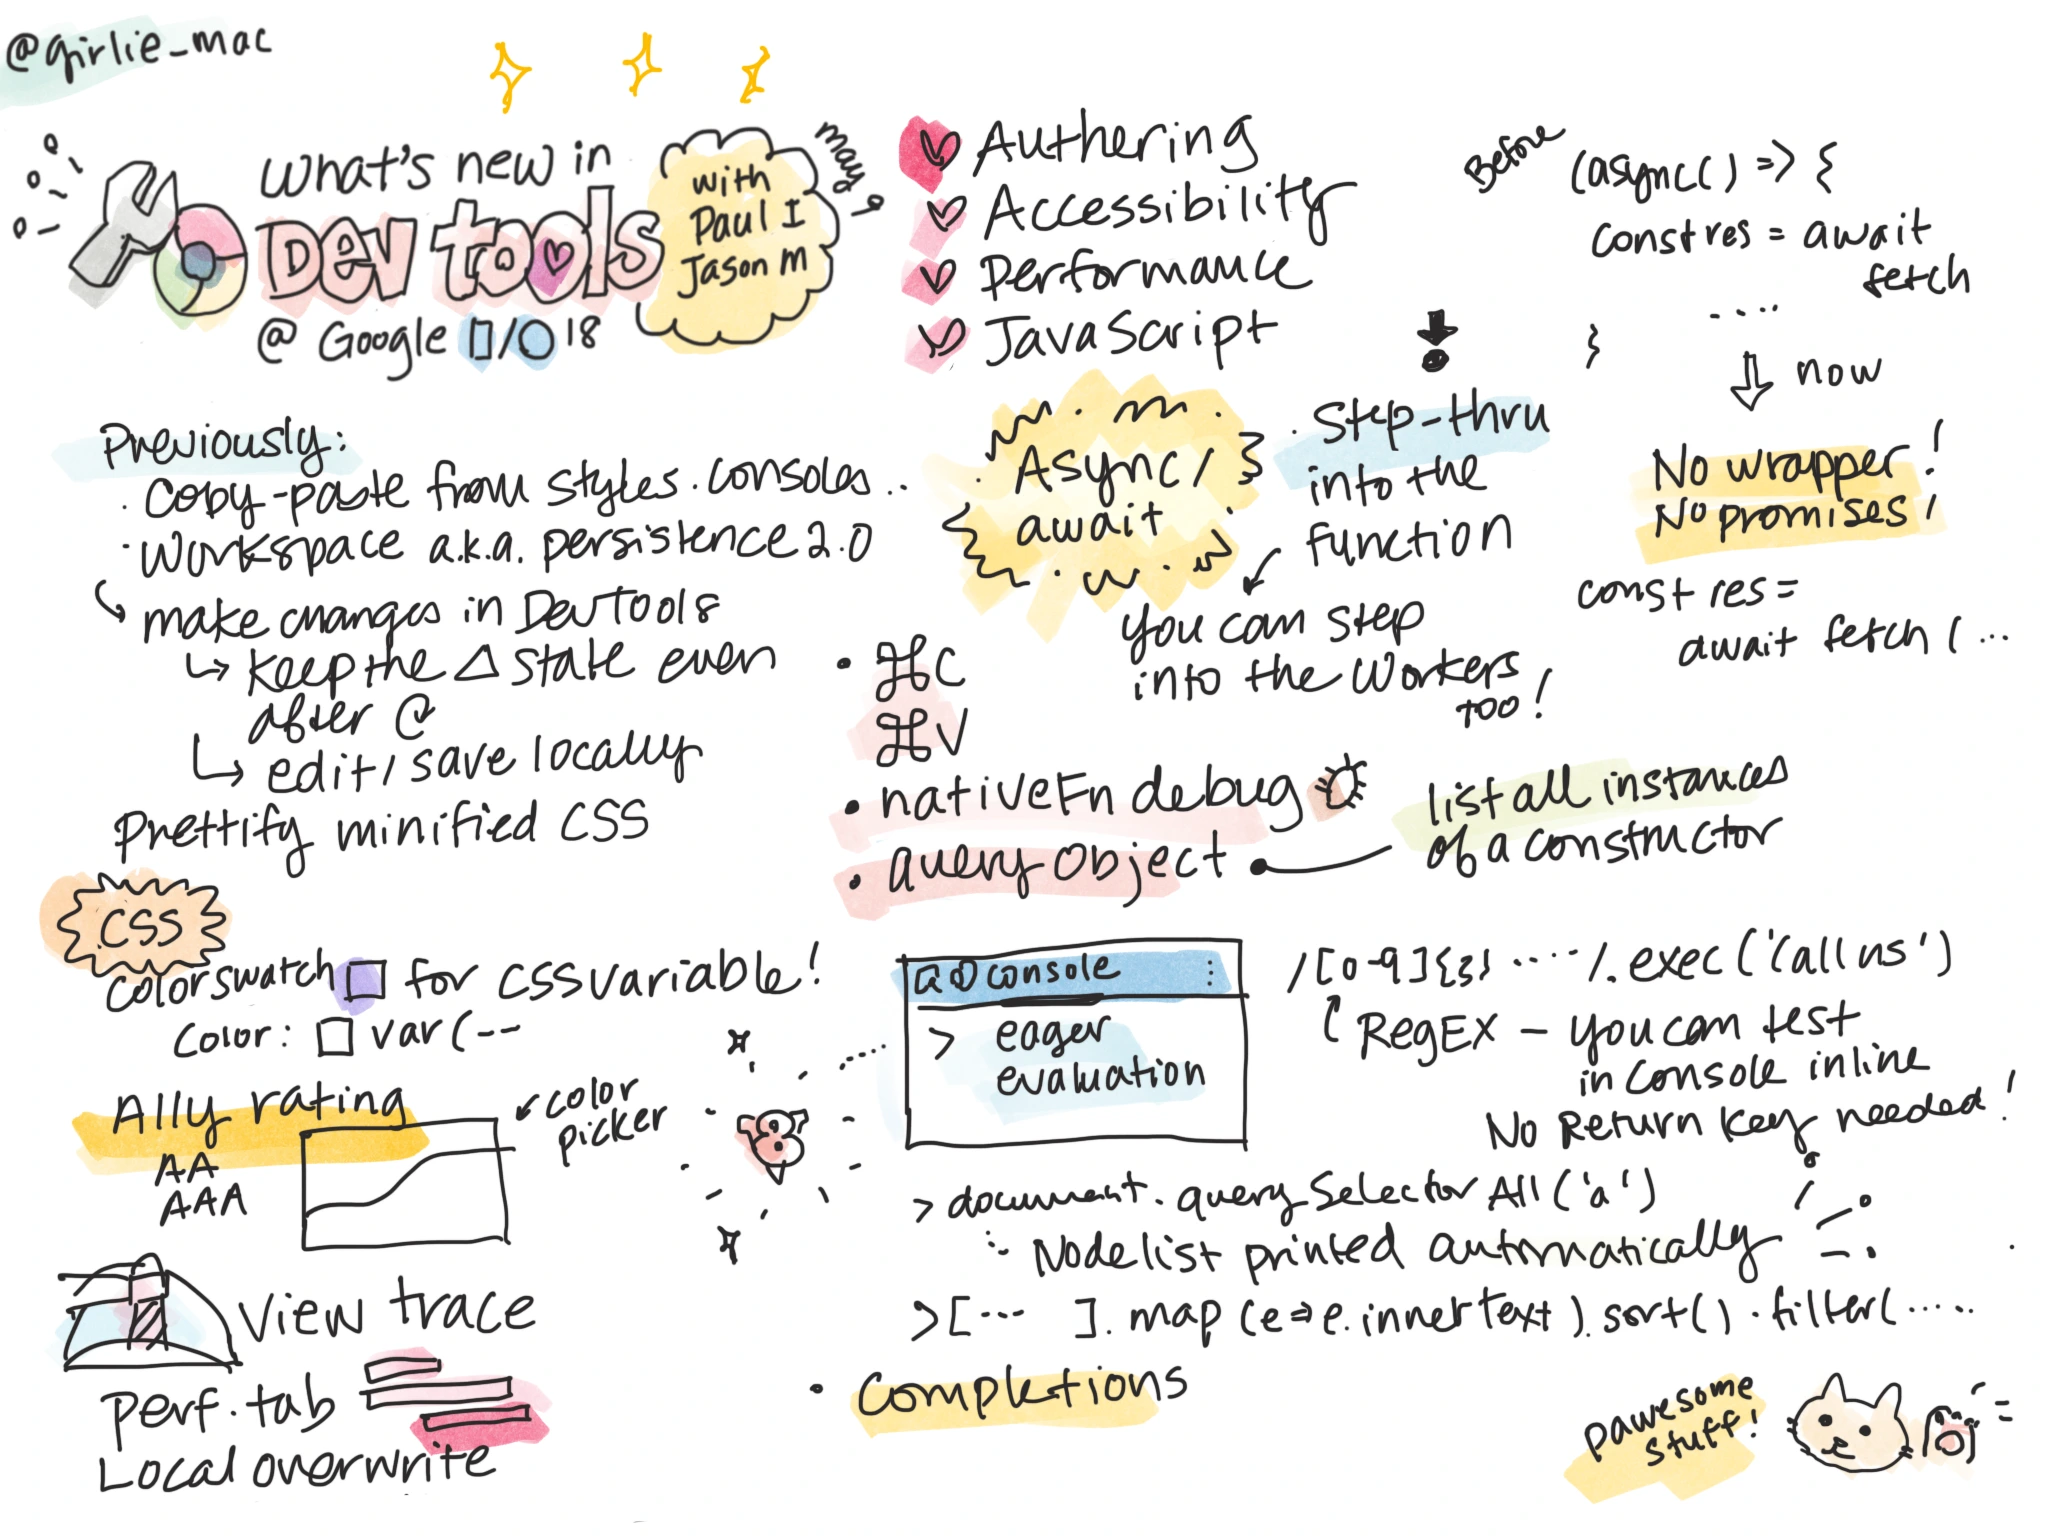 @girlie_mac
What's new in
Dev tools
@ Google I/O 18
with
Paul I
Jason M
may 9
Authering
Accessibility
Performance
JavaScript
Previously:
· Copy-paste from styles. consoles..
· Workspace a.k.a. persistence 2.0
make changes in DevTools
↳ keep the △ state even
after
↳ edit / save locally
Prettify minified CSS
CSS
Colorswatch for CSS variable!
Color: □ var(--
A11y rating
AA
AAA
color
picker
View trace
perf. tab
Local overwrite
Async/
await
· Step-thru
into the
function
you can step
into the Workers
too!
Before
(async() => {
const res = await
fetch
....
}
now
No wrapper!
No promises!
const res =
await fetch (...
• ⌘C
⌘V
• nativeFn debug
• queryObject
list all instances
of a constructor
console
> eager
evaluation
/[0-9]{3} ····/.exec('Call us')
RegEX - you can test
in console inline
No Return key needed!
> document.querySelectorAll('a')
Nodelist printed automatically
> [··· ].map(e=>e.innerText).sort().filter(.....
• Completions
pawesome
stuff!